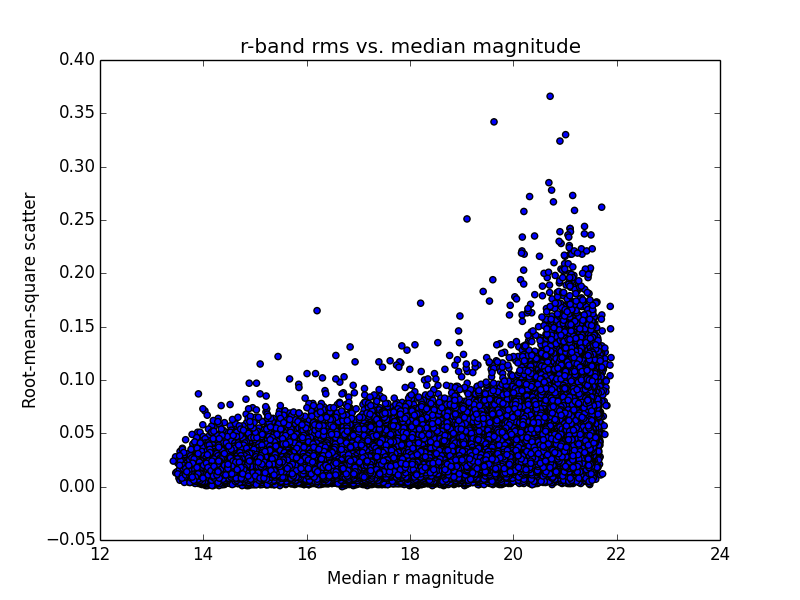 r-band rms vs. median magnitude
0.40
0.35
0.30
0.25
0.20
0.15
0.10
0.05
0.00
−0.05
12 14 16 18 20 22 24
Root-mean-square scatter
Median r magnitude